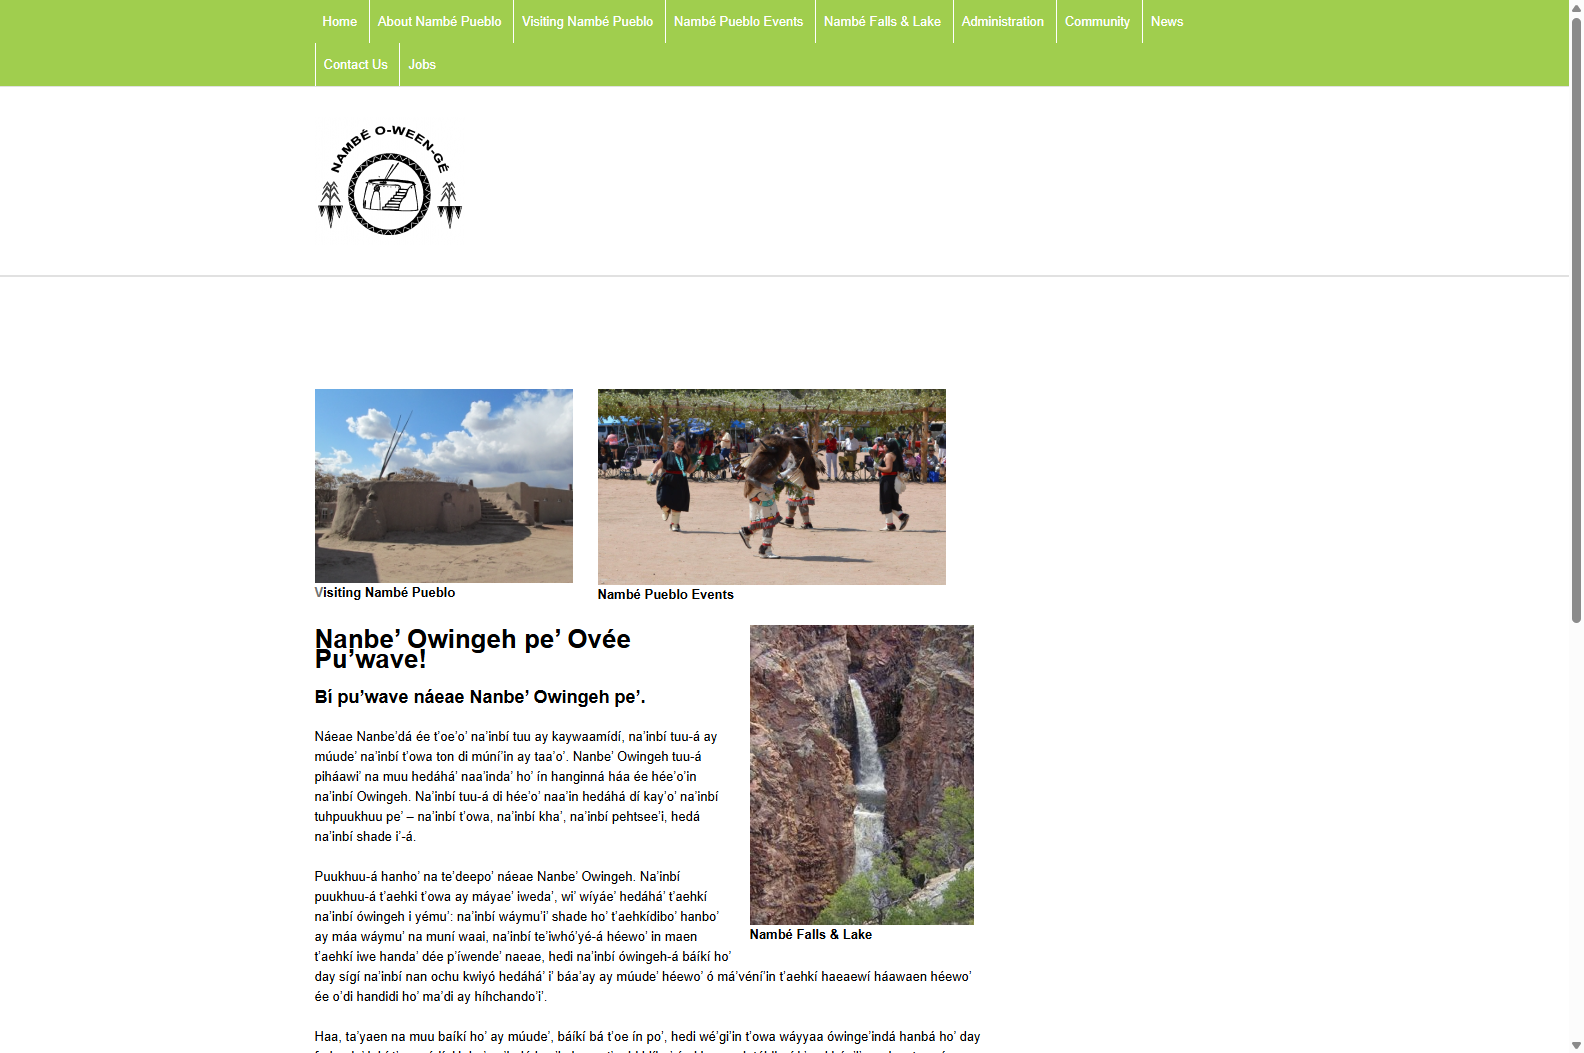 Home
About Nambé Pueblo
Visiting Nambé Pueblo
Nambé Pueblo Events
Nambé Falls & Lake
Administration
Community
News
Contact Us
Jobs
NAMBÉ O-WEEN-GÉ
Visiting Nambé Pueblo
Nambé Pueblo Events
Nanbe’ Owingeh pe’ Ovée
Pu’wave!
Bí pu’wave náeae Nanbe’ Owingeh pe’.
Náeae Nanbe’dá ée t’oe’o’ na’inbí tuu ay kaywaamídí, na’inbí tuu-á ay
múude’ na’inbí t’owa ton di múní’in ay taa’o’. Nanbe’ Owingeh tuu-á
piháawi’ na muu hedáhá’ naa’inda’ ho’ ín hanginná háa ée hée’o’in
na’inbí Owingeh. Na’inbí tuu-á di hée’o’ naa’in hedáhá dí kay’o’ na’inbí
tuhpuukhuu pe’ – na’inbí t’owa, na’inbí kha’, na’inbí pehtsee’i, hedá
na’inbí shade i’-á.
Puukhuu-á hanho’ na te’deepo’ náeae Nanbe’ Owingeh. Na’inbí
puukhuu-á t’aehki t’owa ay máyae’ iweda’, wi’ wíyáe’ hedáhá’ t’aehkí
na’inbí ówingeh i yému’: na’inbí wáymu’i’ shade ho’ t’aehkídibo’ hanbo’
ay máa wáymu’ na muní waai, na’inbí te’iwhó’yé-á héewo’ in maen
t’aehkí iwe handa’ dée p’íwende’ naeae, hedi na’inbí ówingeh-á báíkí ho’
day sígí na’inbí nan ochu kwiyó hedáhá’ i’ báa’ay ay múude’ héewo’ ó má’véní’in t’aehkí haeaewí háawaen héewo’
ée o’di handidi ho’ ma’di ay híhchando’i’.
Nambé Falls & Lake
Haa, ta’yaen na muu baíkí ho’ ay múude’, báíkí bá t’oe ín po’, hedi wé’gi’in t’owa wáyyaa ówinge’indá hanbá ho’ day